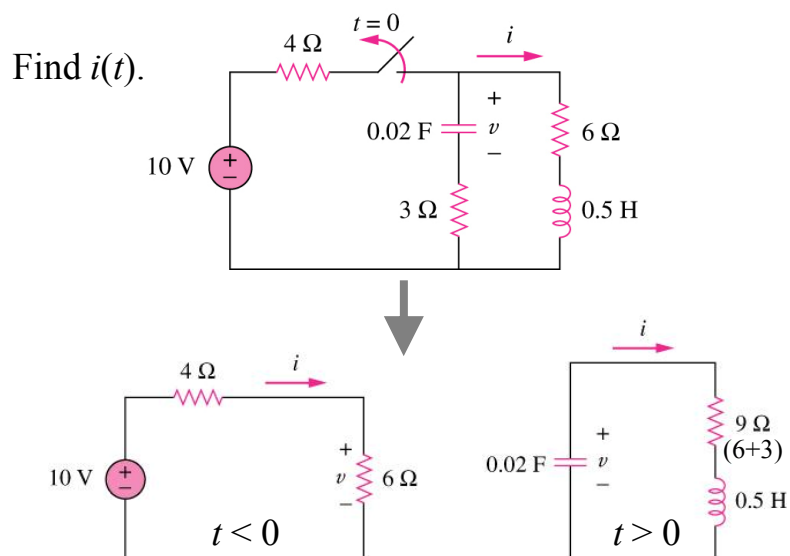 t = 0
4 Ω
i
Find i(t).
+
0.02 F
v
6 Ω
−
10 V
+
−
3 Ω
0.5 H
4 Ω
i
i
+
9 Ω
(6+3)
10 V
+
−
v
6 Ω
−
0.02 F
+
v
−
0.5 H
t < 0
t > 0